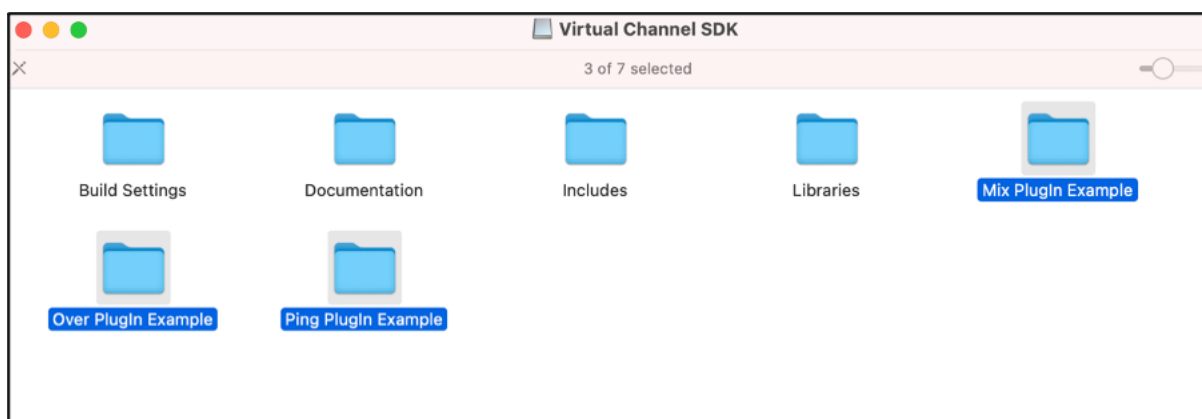 Virtual Channel SDK
3 of 7 selected
Build Settings
Documentation
Includes
Libraries
Mix PlugIn Example
Over PlugIn Example
Ping PlugIn Example